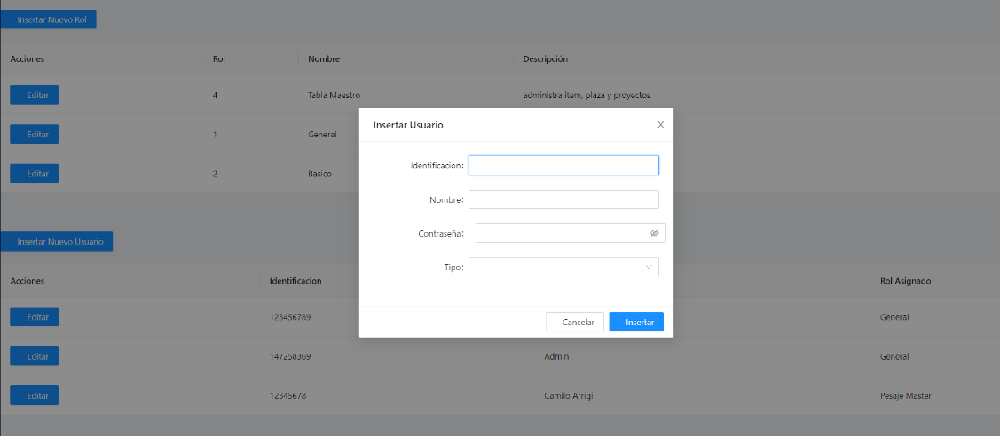 Insertar Nuevo Rol
Acciones Rol Nombre Descripción
Editar 4 Tabla Maestro administra item, plaza y proyectos
Editar 1 General
Editar 2 Basico
Insertar Usuario
Identificacion:
Nombre:
Contraseña:
Tipo:
Cancelar Insertar
Insertar Nuevo Usuario
Acciones Identificacion Rol Asignado
Editar 123456789 General
Editar 147258369 Admin General
Editar 12345678 Camilo Arrigi Pesaje Master